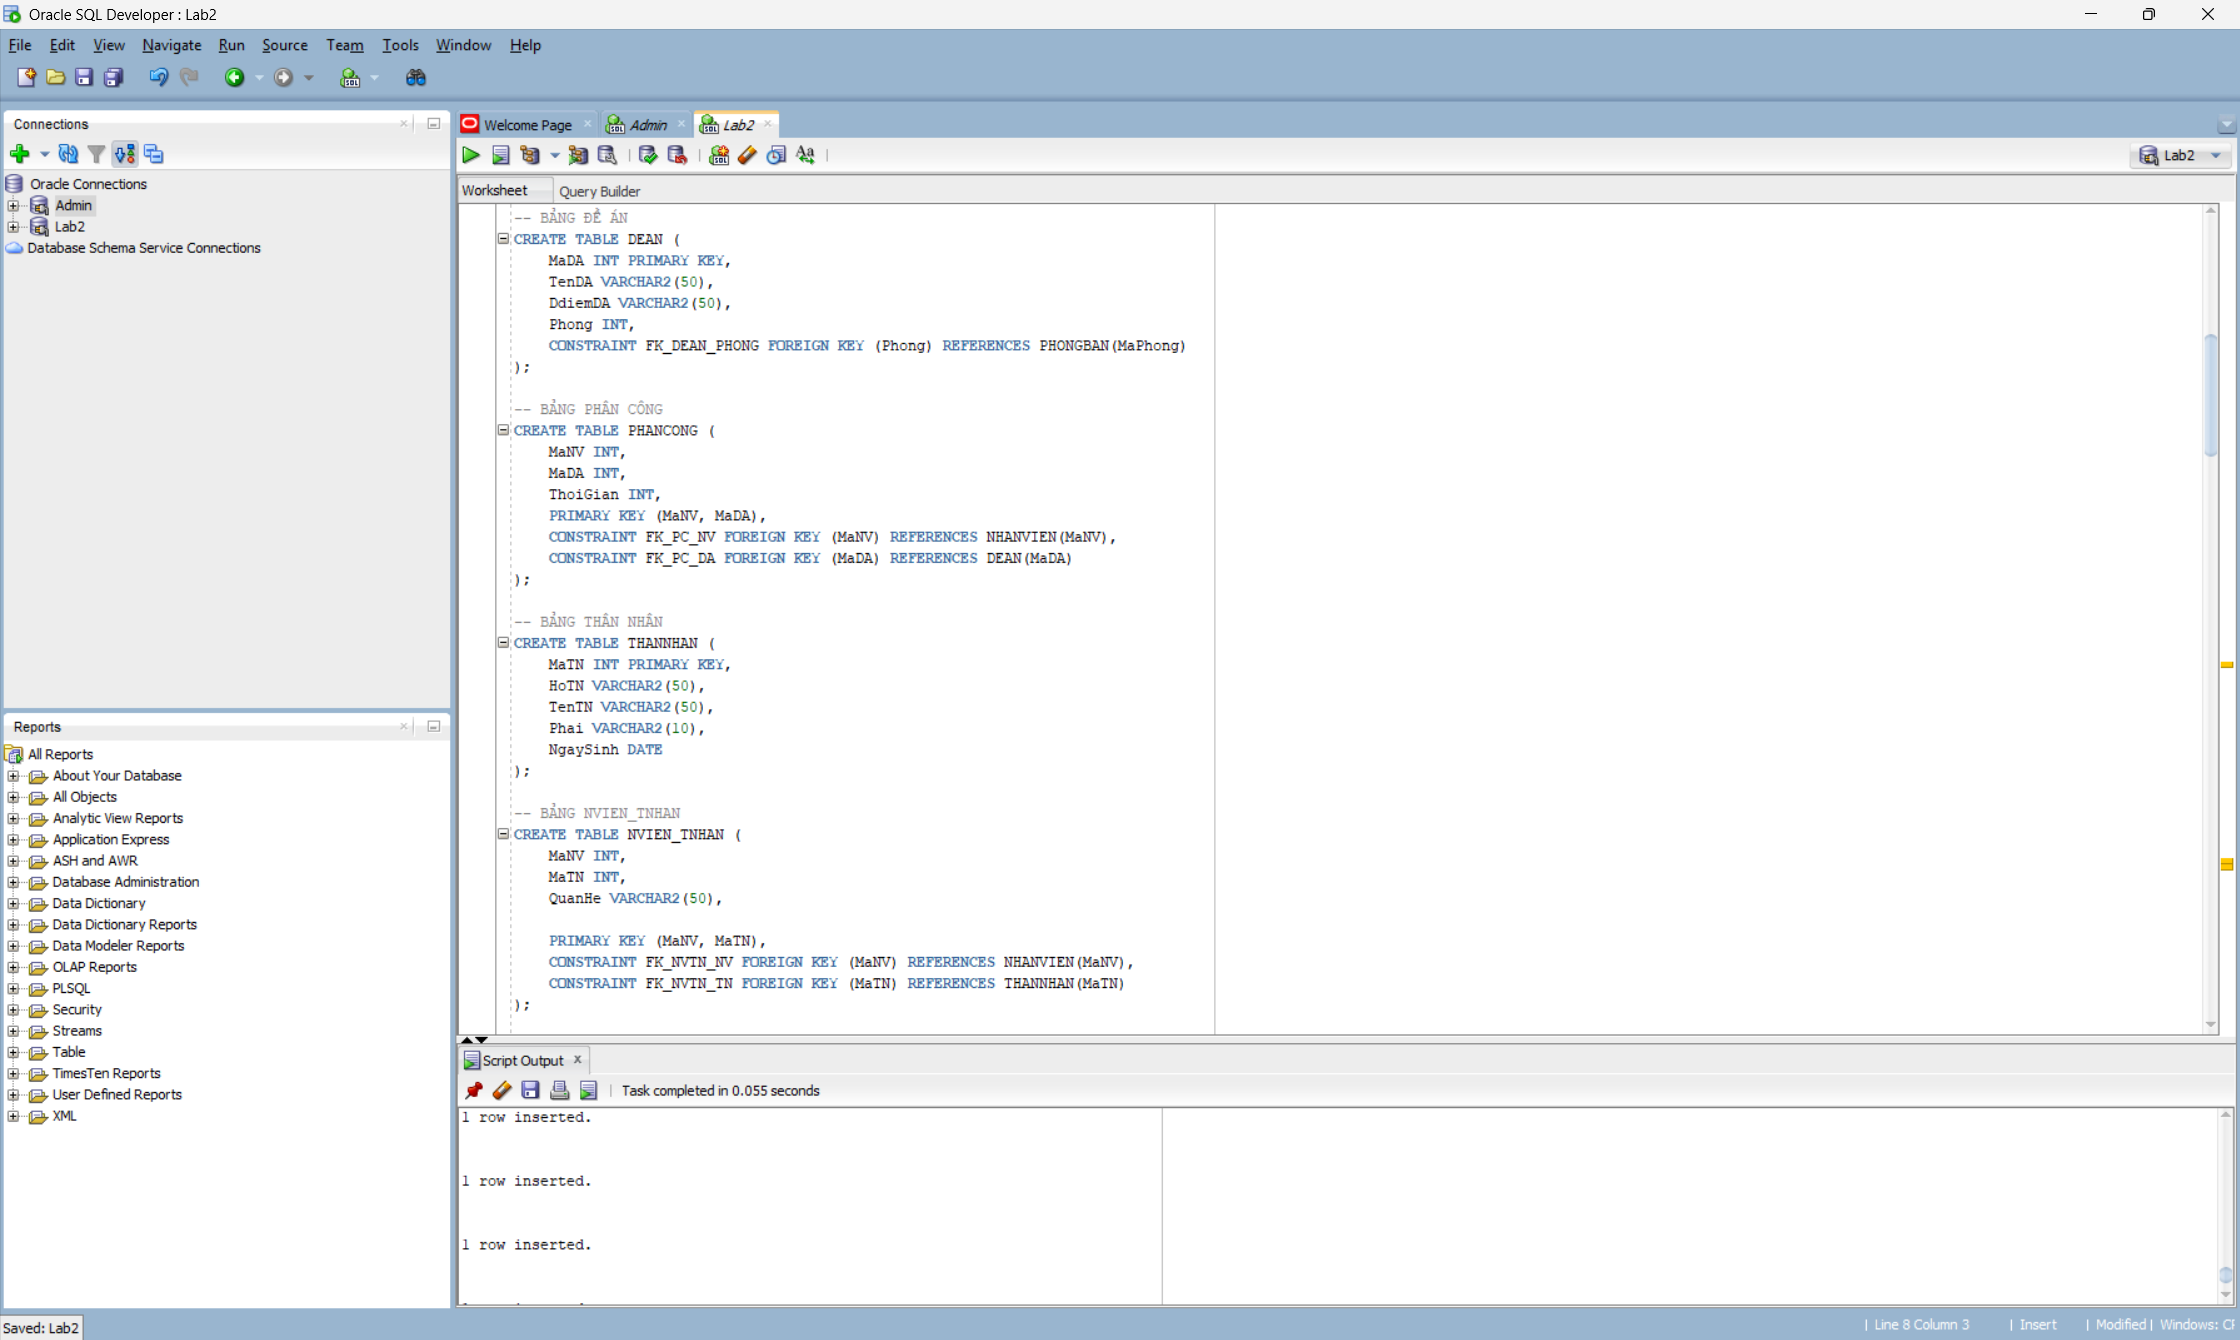 Oracle SQL Developer : Lab2
File Edit View Navigate Run Source Team Tools Window Help
Connections
Oracle Connections
Admin
Lab2
Database Schema Service Connections
Reports
All Reports
About Your Database
All Objects
Analytic View Reports
Application Express
ASH and AWR
Database Administration
Data Dictionary
Data Dictionary Reports
Data Modeler Reports
OLAP Reports
PLSQL
Security
Streams
Table
TimesTen Reports
User Defined Reports
XML
Welcome Page Admin Lab2
Lab2
Worksheet Query Builder
-- BẢNG ĐỀ ÁN
CREATE TABLE DEAN (
MaDA INT PRIMARY KEY,
TenDA VARCHAR2(50),
DdiemDA VARCHAR2(50),
Phong INT,
CONSTRAINT FK_DEAN_PHONG FOREIGN KEY (Phong) REFERENCES PHONGBAN(MaPhong)
);
-- BẢNG PHÂN CÔNG
CREATE TABLE PHANCONG (
MaNV INT,
MaDA INT,
ThoiGian INT,
PRIMARY KEY (MaNV, MaDA),
CONSTRAINT FK_PC_NV FOREIGN KEY (MaNV) REFERENCES NHANVIEN(MaNV),
CONSTRAINT FK_PC_DA FOREIGN KEY (MaDA) REFERENCES DEAN(MaDA)
);
-- BẢNG THÂN NHÂN
CREATE TABLE THANNHAN (
MaTN INT PRIMARY KEY,
HoTN VARCHAR2(50),
TenTN VARCHAR2(50),
Phai VARCHAR2(10),
NgaySinh DATE
);
-- BẢNG NVIEN_TNHAN
CREATE TABLE NVIEN_TNHAN (
MaNV INT,
MaTN INT,
QuanHe VARCHAR2(50),
PRIMARY KEY (MaNV, MaTN),
CONSTRAINT FK_NVTN_NV FOREIGN KEY (MaNV) REFERENCES NHANVIEN(MaNV),
CONSTRAINT FK_NVTN_TN FOREIGN KEY (MaTN) REFERENCES THANNHAN(MaTN)
);
Script Output
Task completed in 0.055 seconds
1 row inserted.
1 row inserted.
1 row inserted.
Saved: Lab2
Line 8 Column 3 | Insert | Modified | Windows: